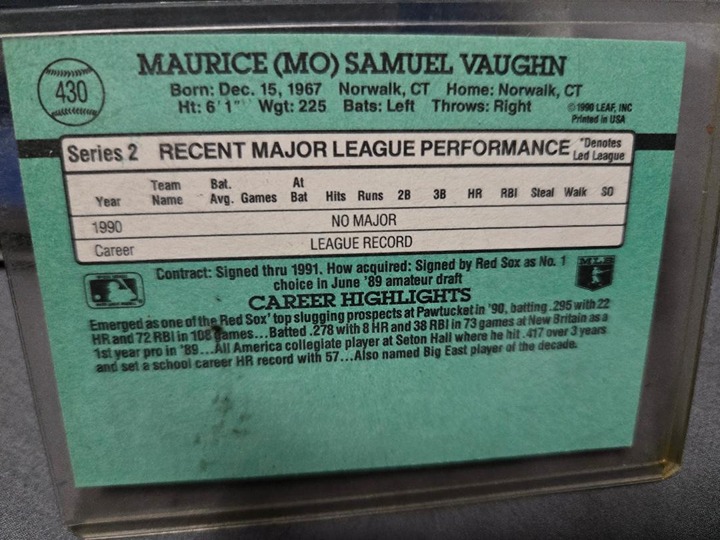 430
MAURICE (MO) SAMUEL VAUGHN
Born: Dec. 15, 1967 Norwalk, CT Home: Norwalk, CT
Ht: 6'1" Wgt: 225 Bats: Left Throws: Right
©1990 LEAF, INC
Printed in USA
Series 2 RECENT MAJOR LEAGUE PERFORMANCE
*Denotes
Led League
Year Team Name Bat. Avg. Games At Bat Hits Runs 2B 3B HR RBI Steal Walk SO
1990 NO MAJOR
Career LEAGUE RECORD
Contract: Signed thru 1991. How acquired: Signed by Red Sox as No. 1
choice in June '89 amateur draft
MLB
CAREER HIGHLIGHTS
Emerged as one of the Red Sox' top slugging prospects at Pawtucket in '90, batting .295 with 22
HR and 72 RBI in 108 games...Batted .278 with 8 HR and 38 RBI in 73 games at New Britain as a
1st year pro in '89...All America collegiate player at Seton Hall where he hit .417 over 3 years
and set a school career HR record with 57...Also named Big East player of the decade.